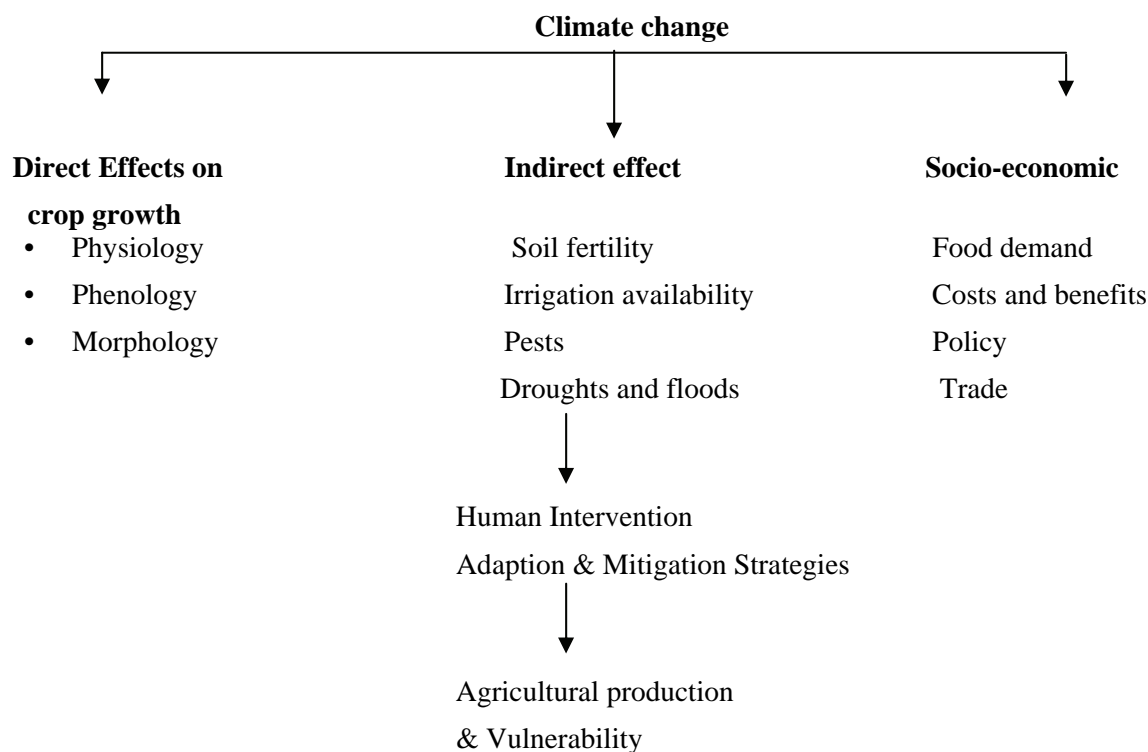 Climate change
Direct Effects on
crop growth
• Physiology
• Phenology
• Morphology
Indirect effect
Soil fertility
Irrigation availability
Pests
Droughts and floods
Socio-economic
Food demand
Costs and benefits
Policy
Trade
Human Intervention
Adaption & Mitigation Strategies
Agricultural production
& Vulnerability